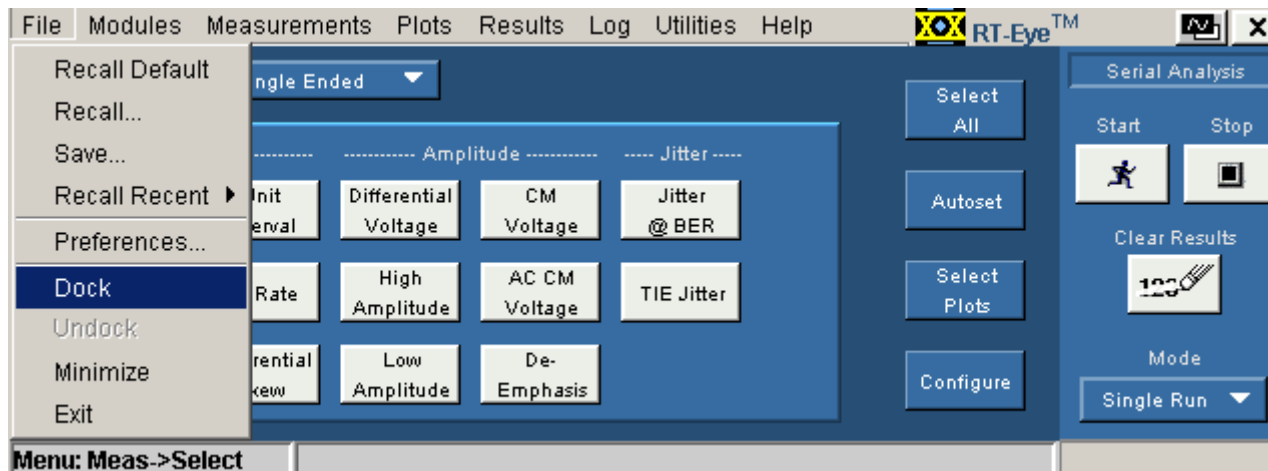 File Modules Measurements Plots Results Log Utilities Help RT-Eye™
Recall Default
Recall...
Save...
Recall Recent
Preferences...
Dock
Undock
Minimize
Exit
ngle Ended
Amplitude
Jitter
Unit
erval
Differential
Voltage
CM
Voltage
Jitter
@ BER
Rate
High
Amplitude
AC CM
Voltage
TIE Jitter
rential
kew
Low
Amplitude
De-
Emphasis
Select
All
Autoset
Select
Plots
Configure
Serial Analysis
Start Stop
Clear Results
Mode
Single Run
Menu: Meas->Select